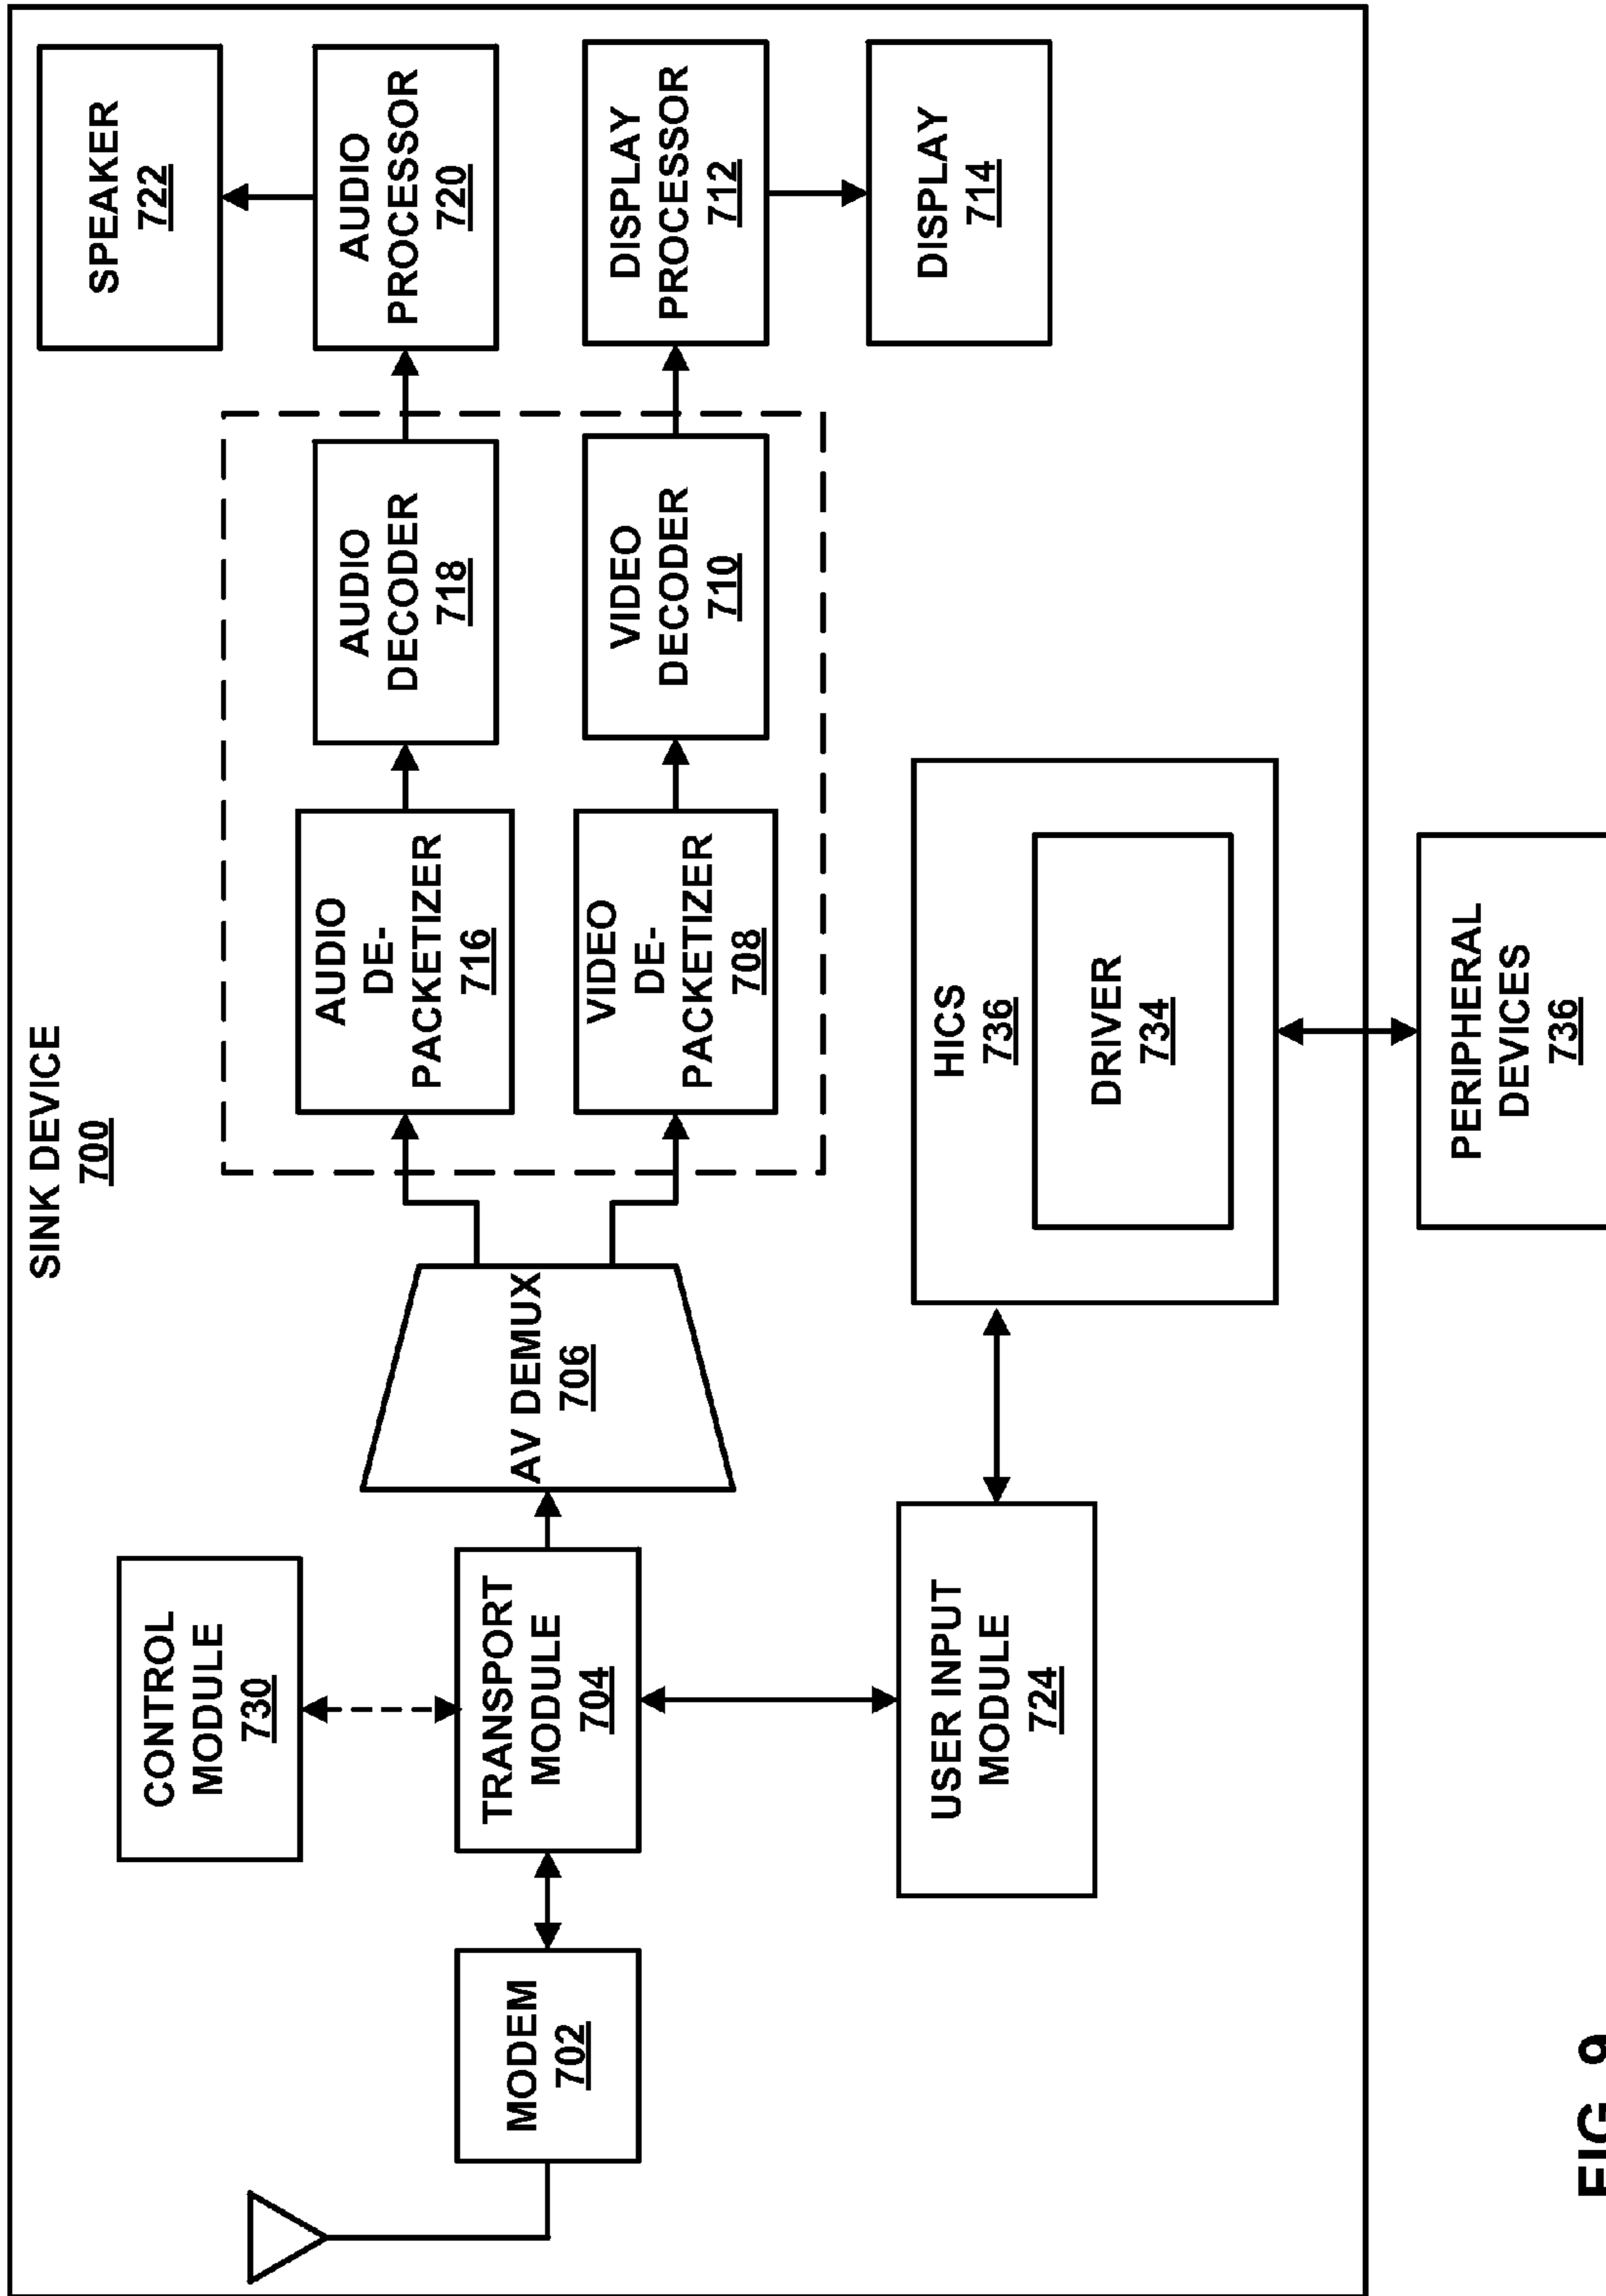 SINK DEVICE
700
CONTROL
MODULE
730
MODEM
702
TRANSPORT
MODULE
704
AV DEMUX
706
AUDIO
DE-
PACKETIZER
716
AUDIO
DECODER
718
AUDIO
PROCESSOR
720
SPEAKER
722
VIDEO
DE-
PACKETIZER
708
VIDEO
DECODER
710
DISPLAY
PROCESSOR
712
DISPLAY
714
USER INPUT
MODULE
724
HICS
736
DRIVER
734
PERIPHERAL
DEVICES
736
FIG. 9